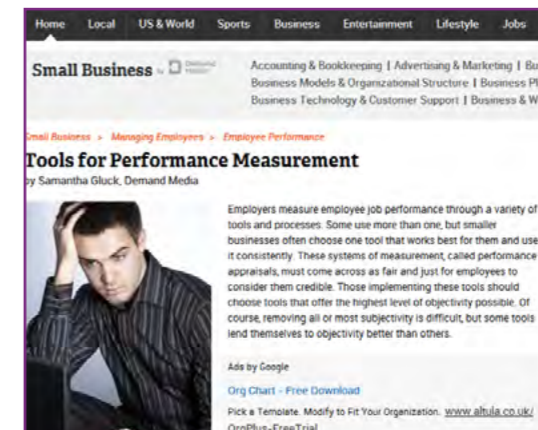 Home Local US & World Sports Business Entertainment Lifestyle Jobs
Small Business by Demand Media
Accounting & Bookkeeping | Advertising & Marketing | Bu
Business Models & Organizational Structure | Business Pl
Business Technology & Customer Support | Business & W
Small Business > Managing Employees > Employee Performance
Tools for Performance Measurement
by Samantha Gluck, Demand Media
Employers measure employee job performance through a variety of
tools and processes. Some use more than one, but smaller
businesses often choose one tool that works best for them and use
it consistently. These systems of measurement, called performance
appraisals, must come across as fair and just for employees to
consider them credible. Those implementing these tools should
choose tools that offer the highest level of objectivity possible. Of
course, removing all or most subjectivity is difficult, but some tools
lend themselves to objectivity better than others.
Ads by Google
Org Chart - Free Download
Pick a Template. Modify to Fit Your Organization. www.altula.co.uk/
OrgPlus-FreeTrial